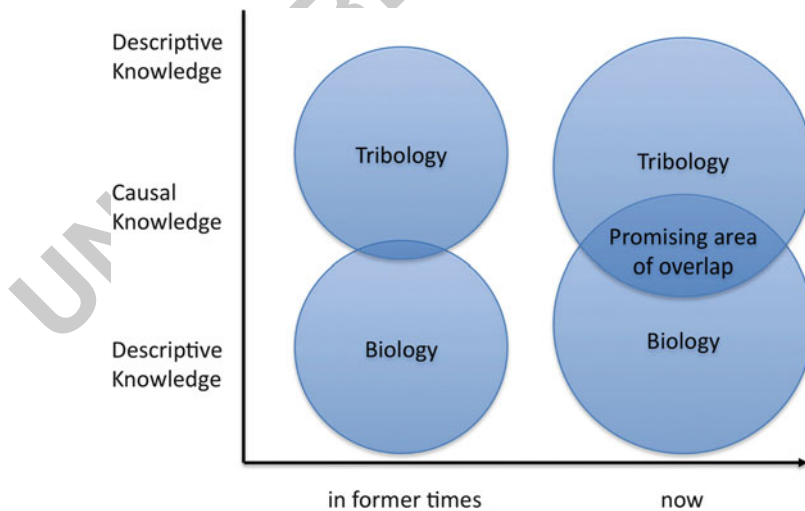 Descriptive
Knowledge
Causal
Knowledge
Descriptive
Knowledge
Tribology
Biology
Tribology
Promising area
of overlap
Biology
in former times
now